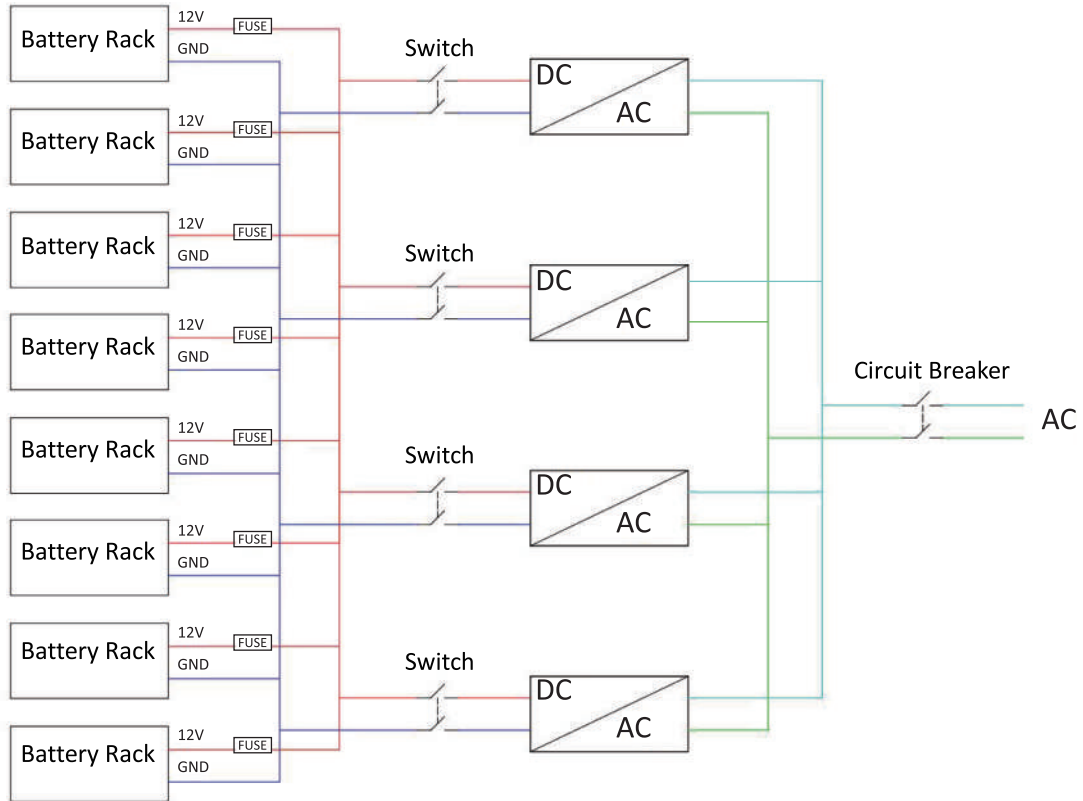 Battery Rack
12V
GND
FUSE
Switch
DC
AC
Battery Rack
12V
GND
FUSE
Battery Rack
12V
GND
FUSE
Switch
DC
AC
Battery Rack
12V
GND
FUSE
Circuit Breaker
AC
Battery Rack
12V
GND
FUSE
Switch
DC
AC
Battery Rack
12V
GND
FUSE
Battery Rack
12V
GND
FUSE
Switch
DC
AC
Battery Rack
12V
GND
FUSE